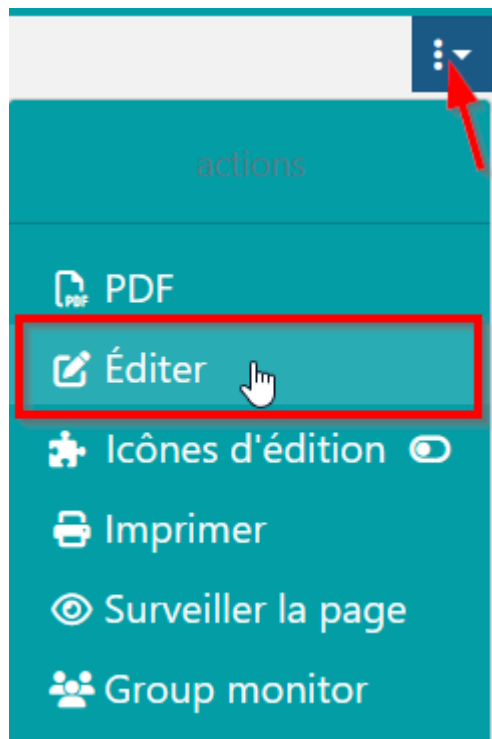 actions
PDF
Éditer
Icônes d'édition
Imprimer
Surveiller la page
Group monitor